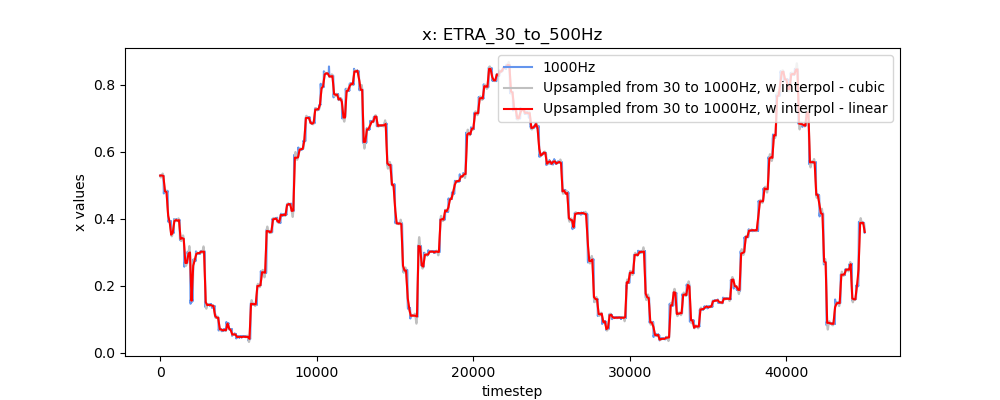 x: ETRA_30_to_500Hz
1000Hz
Upsampled from 30 to 1000Hz, w interpol - cubic
Upsampled from 30 to 1000Hz, w interpol - linear
x values
0.8
0.6
0.4
0.2
0.0
0 10000 20000 30000 40000
timestep